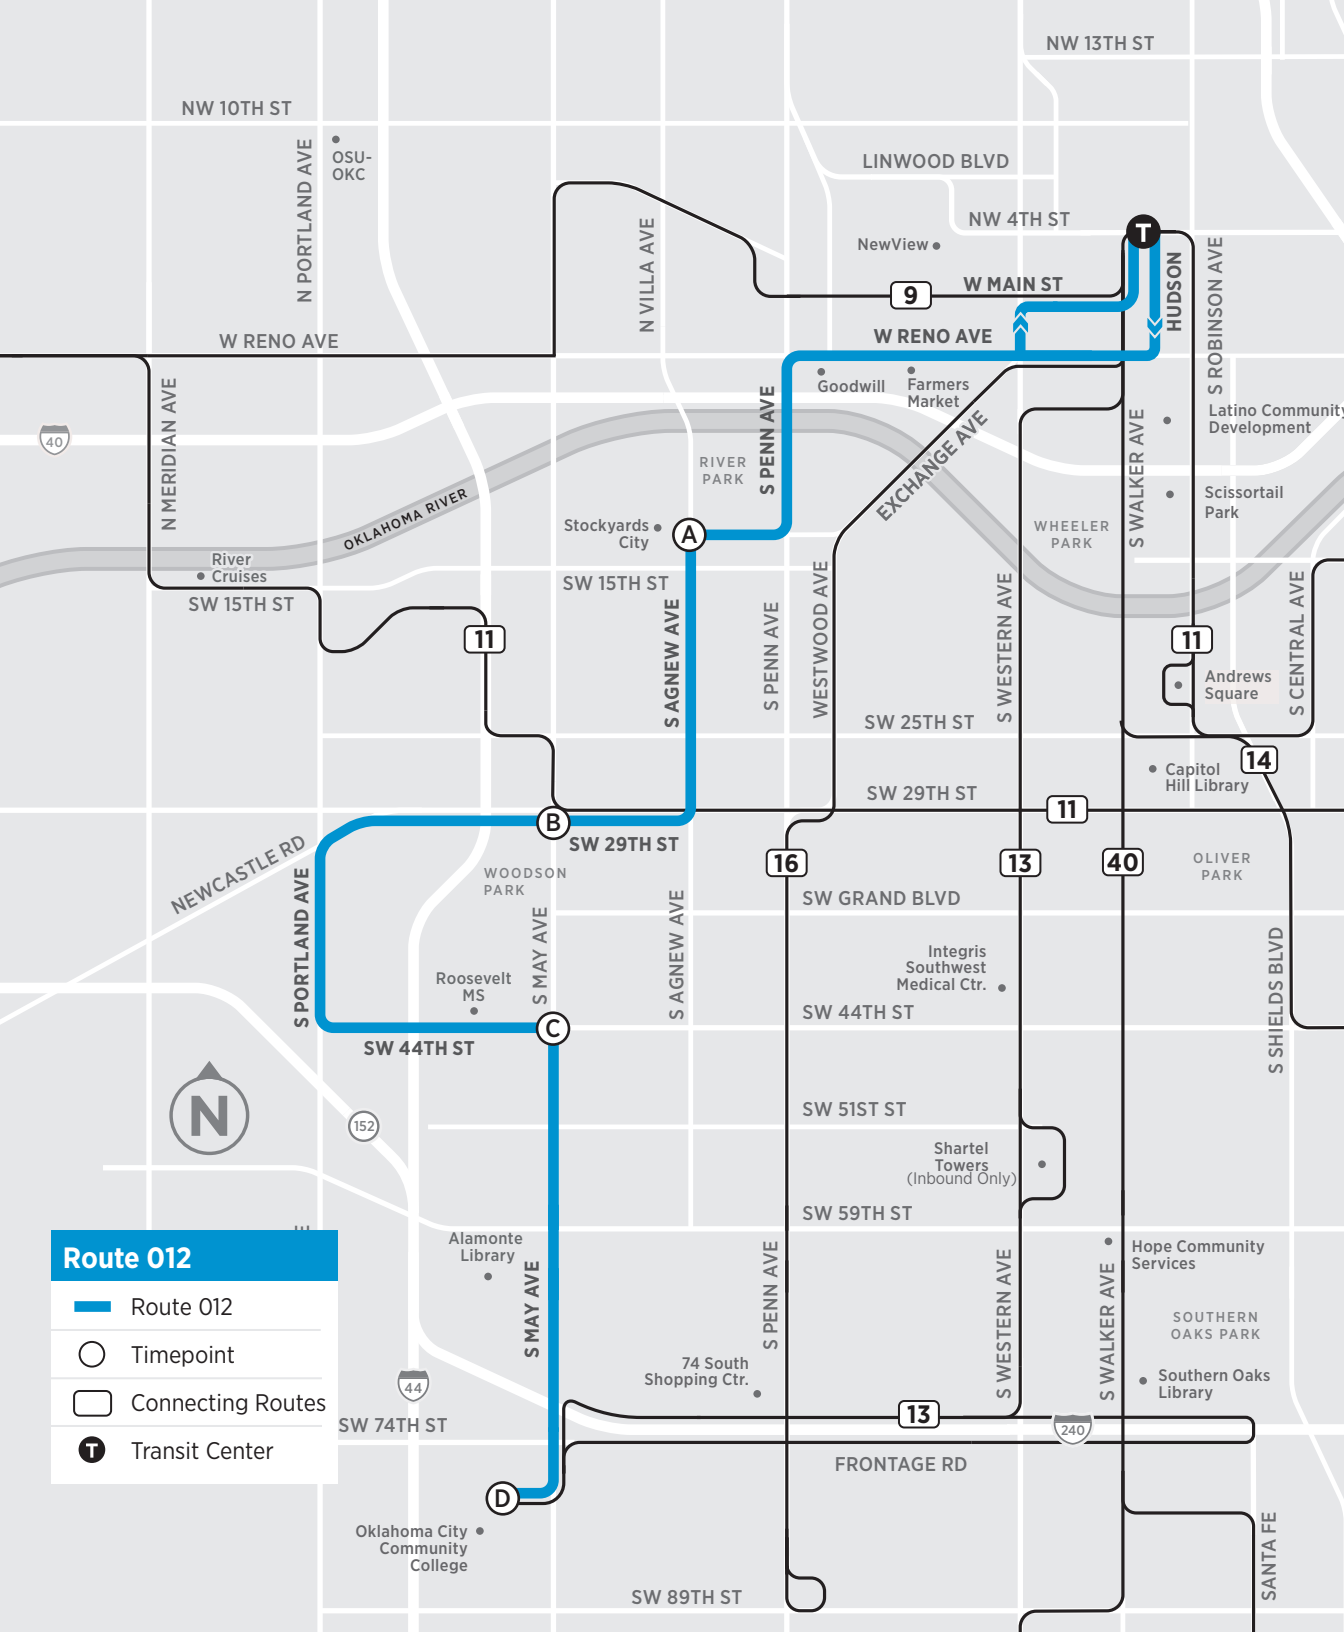 NW 13TH ST
NW 10TH ST
N PORTLAND AVE
OSU-
OKC
LINWOOD BLVD
NW 4TH ST
N VILLA AVE
NewView
T
W MAIN ST
9
HUDSON
S ROBINSON AVE
W RENO AVE
W RENO AVE
N MERIDIAN AVE
Goodwill
Farmers
Market
S PENN AVE
Latino Community
Development
40
EXCHANGE AVE
S WALKER AVE
RIVER
PARK
OKLAHOMA RIVER
Scissortail
Park
Stockyards
City
A
WHEELER
PARK
River
Cruises
SW 15TH ST
SW 15TH ST
S AGNEW AVE
S PENN AVE
WESTWOOD AVE
S WESTERN AVE
S CENTRAL AVE
11
11
Andrews
Square
SW 25TH ST
14
Capitol
Hill Library
SW 29TH ST
11
B
SW 29TH ST
NEWCASTLE RD
16
13
40
OLIVER
PARK
WOODSON
PARK
S PORTLAND AVE
S MAY AVE
S AGNEW AVE
SW GRAND BLVD
S SHIELDS BLVD
Integris
Southwest
Medical Ctr.
Roosevelt
MS
SW 44TH ST
C
SW 44TH ST
N
152
SW 51ST ST
Shartel
Towers
(Inbound Only)
SW 59TH ST
E
Alamonte
Library
S MAY AVE
S PENN AVE
S WESTERN AVE
S WALKER AVE
Hope Community
Services
SOUTHERN
OAKS PARK
Route 012
Route 012
Timepoint
Connecting Routes
Transit Center
T
74 South
Shopping Ctr.
Southern Oaks
Library
44
SW 74TH ST
13
240
FRONTAGE RD
D
Oklahoma City
Community
College
SANTA FE
SW 89TH ST